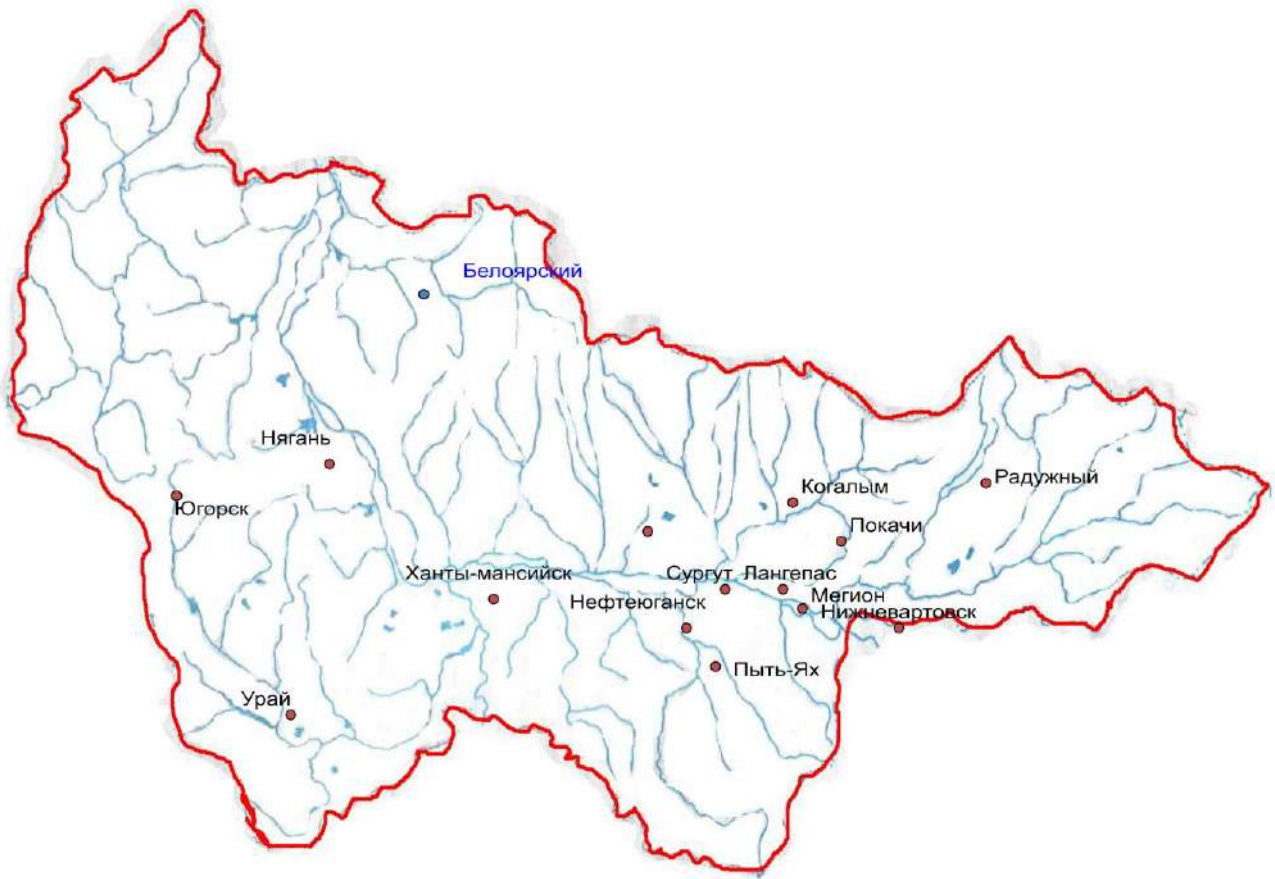 Белоярский
Нягань
Югорск
Когалым
Радужный
Покачи
Ханты-мансийск
Сургут
Лангепас
Нефтеюганск
Мегион
Нижневартовск
Пыть-Ях
Урай